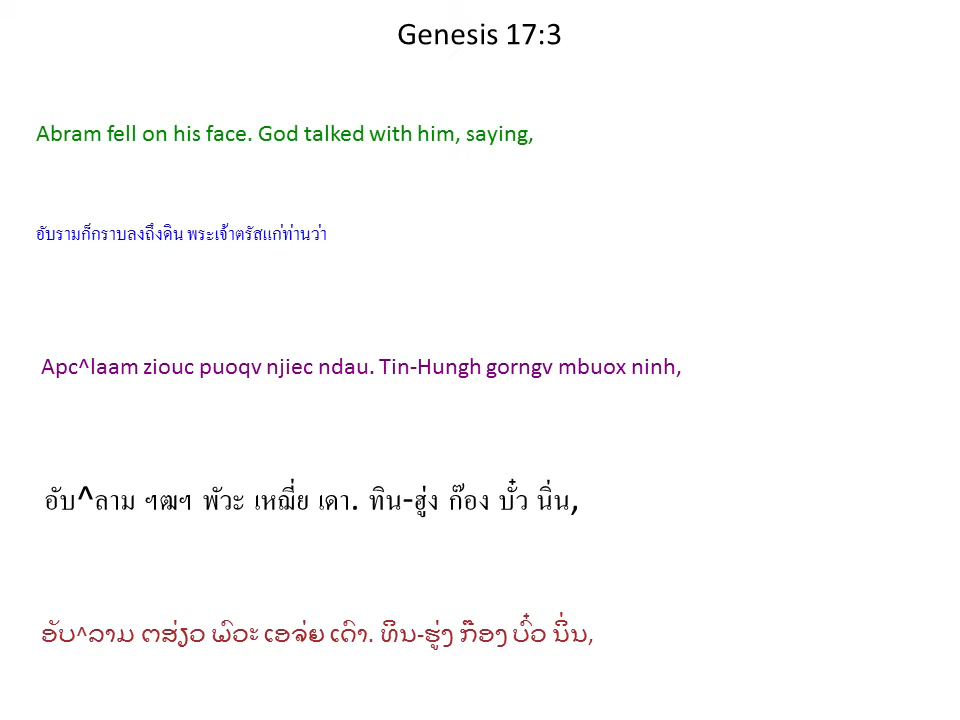 Genesis 17:3
Abram fell on his face. God talked with him, saying,
อับรามก็กราบลงถึงดิน พระเจ้าตรัสแก่ท่านว่า
Apc^laam ziouc puoqv njiec ndau. Tin-Hungh gorngv mbuox ninh,
อับ^ลาม ฯฒฯ พัวะ เหฌี่ย เดา. ทิน-ฮู่ง ก๊อง บั๋ว นิ่น,
ອັບ^ລາມ ຕສ່ຽວ ພົວະ ເອຈ່ຍ ເດົາ. ທິນ-ຮູ່ງ ກ໊ອງ ບົ໋ວ ນິ່ນ,